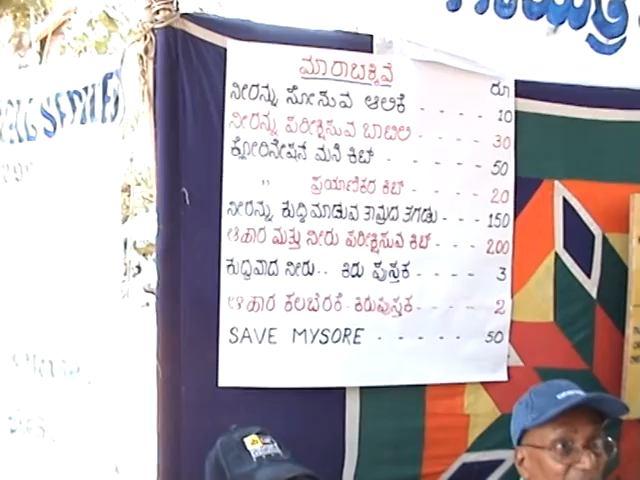 ಮಾರಾಟಕ್ಕಿವೆ
ರೂ
ನೀರನ್ನು ಸೋಸುವ ಆಲಿಕೆ - - - - 10
ನೀರನ್ನು ಪರೀಕ್ಷಿಸುವ ಬಾಟಲಿ - - - - 30
ಕ್ಲೋರಿನೇಷನ್ ಮನೆ ಕಿಟ್ - - - - 50
" ಪ್ರಯಾಣಿಕರ ಕಿಟ್ - - - 20
ನೀರನ್ನು ಶುದ್ಧಿಮಾಡುವ ತಾಮ್ರದ ತಗಡು - - - 150
ಆಹಾರ ಮತ್ತು ನೀರು ಪರೀಕ್ಷಿಸುವ ಕಿಟ್ - - - 200
ಶುದ್ಧವಾದ ನೀರು - - ಕಿರು ಪುಸ್ತಕ - - - - 3
ಆಹಾರ ಕಲಬೆರಕೆ - ಕಿರುಪುಸ್ತಕ - - - - 2
SAVE MYSORE - - - - - 50